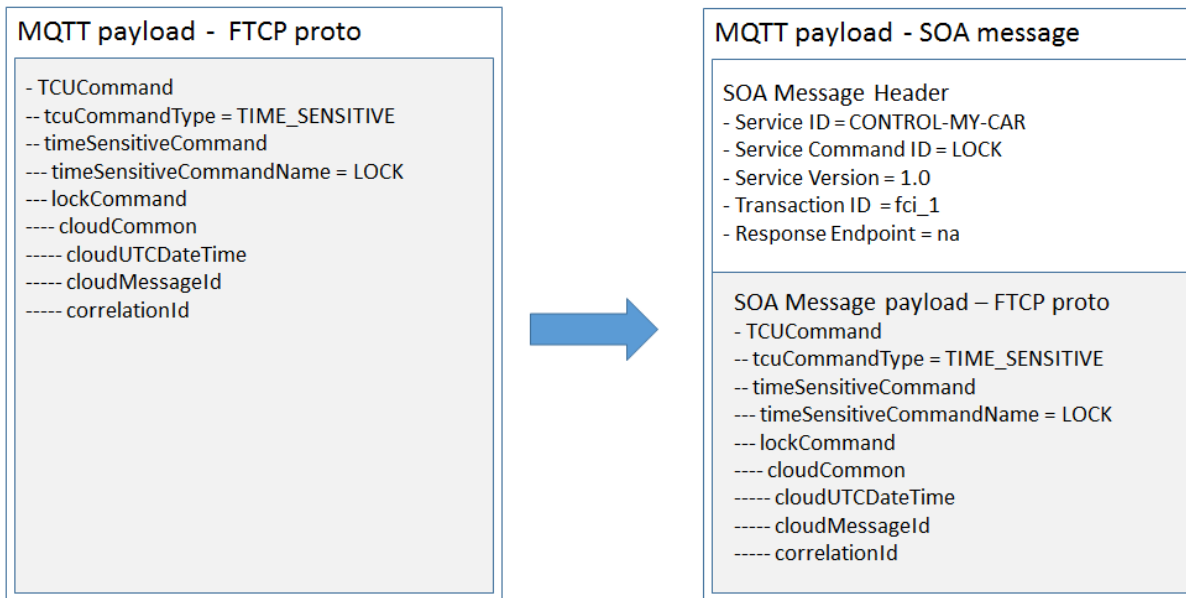 MQTT payload - FTCP proto
- TCUCommand
-- tcuCommandType = TIME_SENSITIVE
-- timeSensitiveCommand
--- timeSensitiveCommandName = LOCK
--- lockCommand
---- cloudCommon
----- cloudUTCDateTime
----- cloudMessageId
----- correlationId
MQTT payload - SOA message
SOA Message Header
- Service ID = CONTROL-MY-CAR
- Service Command ID = LOCK
- Service Version = 1.0
- Transaction ID = fci_1
- Response Endpoint = na
SOA Message payload – FTCP proto
- TCUCommand
-- tcuCommandType = TIME_SENSITIVE
-- timeSensitiveCommand
--- timeSensitiveCommandName = LOCK
--- lockCommand
---- cloudCommon
----- cloudUTCDateTime
----- cloudMessageId
----- correlationId